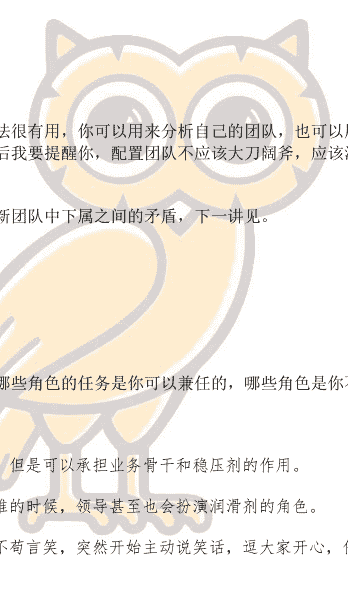 法很有用，你可以用来分析自己的团队，也可以
后我要提醒你，配置团队不应该大刀阔斧，应该
新团队中下属之间的矛盾，下一讲见。
哪些角色的任务是你可以兼任的，哪些角色是你不
但是可以承担业务骨干和稳压剂的作用。
的时候，领导甚至也会扮演润滑剂的角色。
不苟言笑，突然开始主动说笑话，逗大家开心，